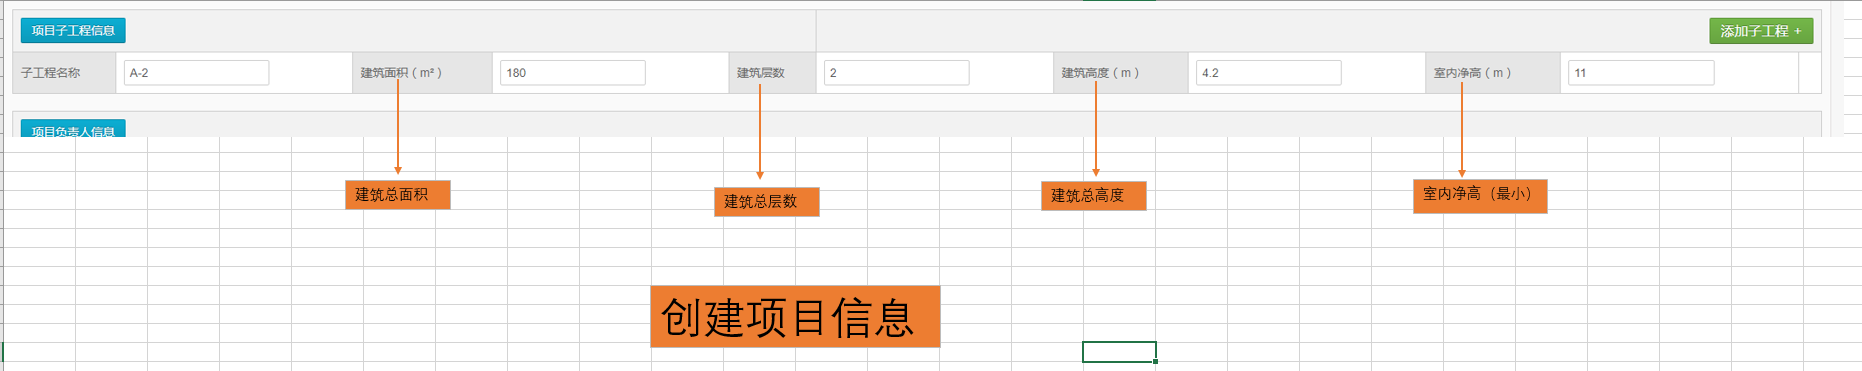 项目子工程信息
添加子工程 +
子工程名称 A-2 建筑面积（m²） 180 建筑层数 2 建筑高度（m） 4.2 室内净高（m） 11
项目负责人信息
建筑总面积 建筑总层数 建筑总高度 室内净高（最小）
创建项目信息